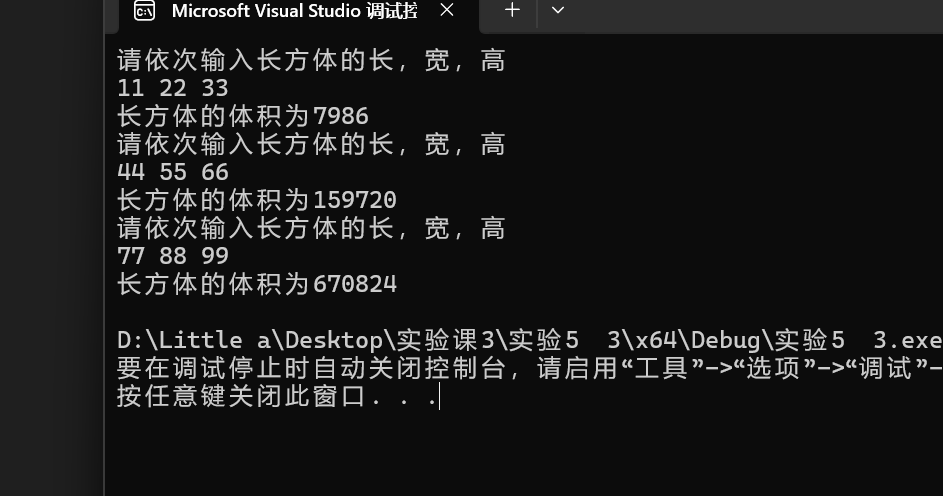 Microsoft Visual Studio 调试控
请依次输入长方体的长，宽，高
11 22 33
长方体的体积为7986
请依次输入长方体的长，宽，高
44 55 66
长方体的体积为159720
请依次输入长方体的长，宽，高
77 88 99
长方体的体积为670824
D:\Little a\Desktop\实验课3\实验5  3\x64\Debug\实验5  3.exe
要在调试停止时自动关闭控制台，请启用“工具”->“选项”->“调试”-
按任意键关闭此窗口. . .